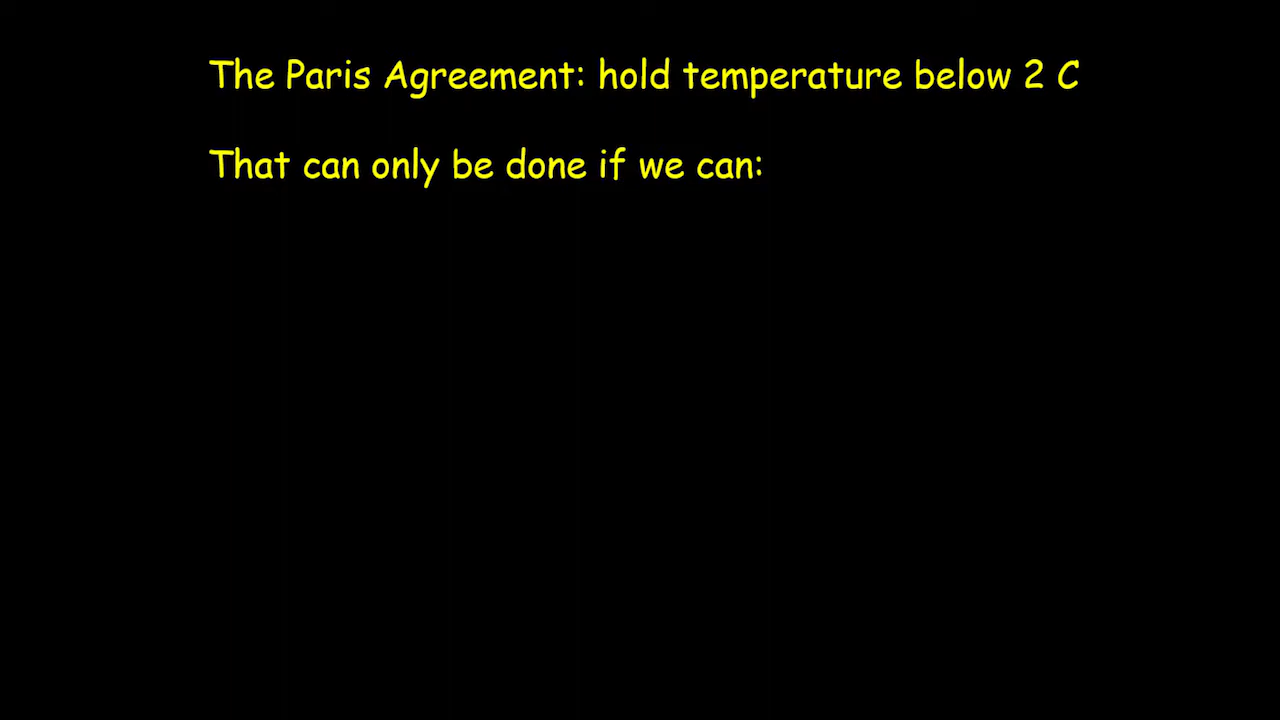 The Paris Agreement: hold temperature below 2 C
That can only be done if we can: